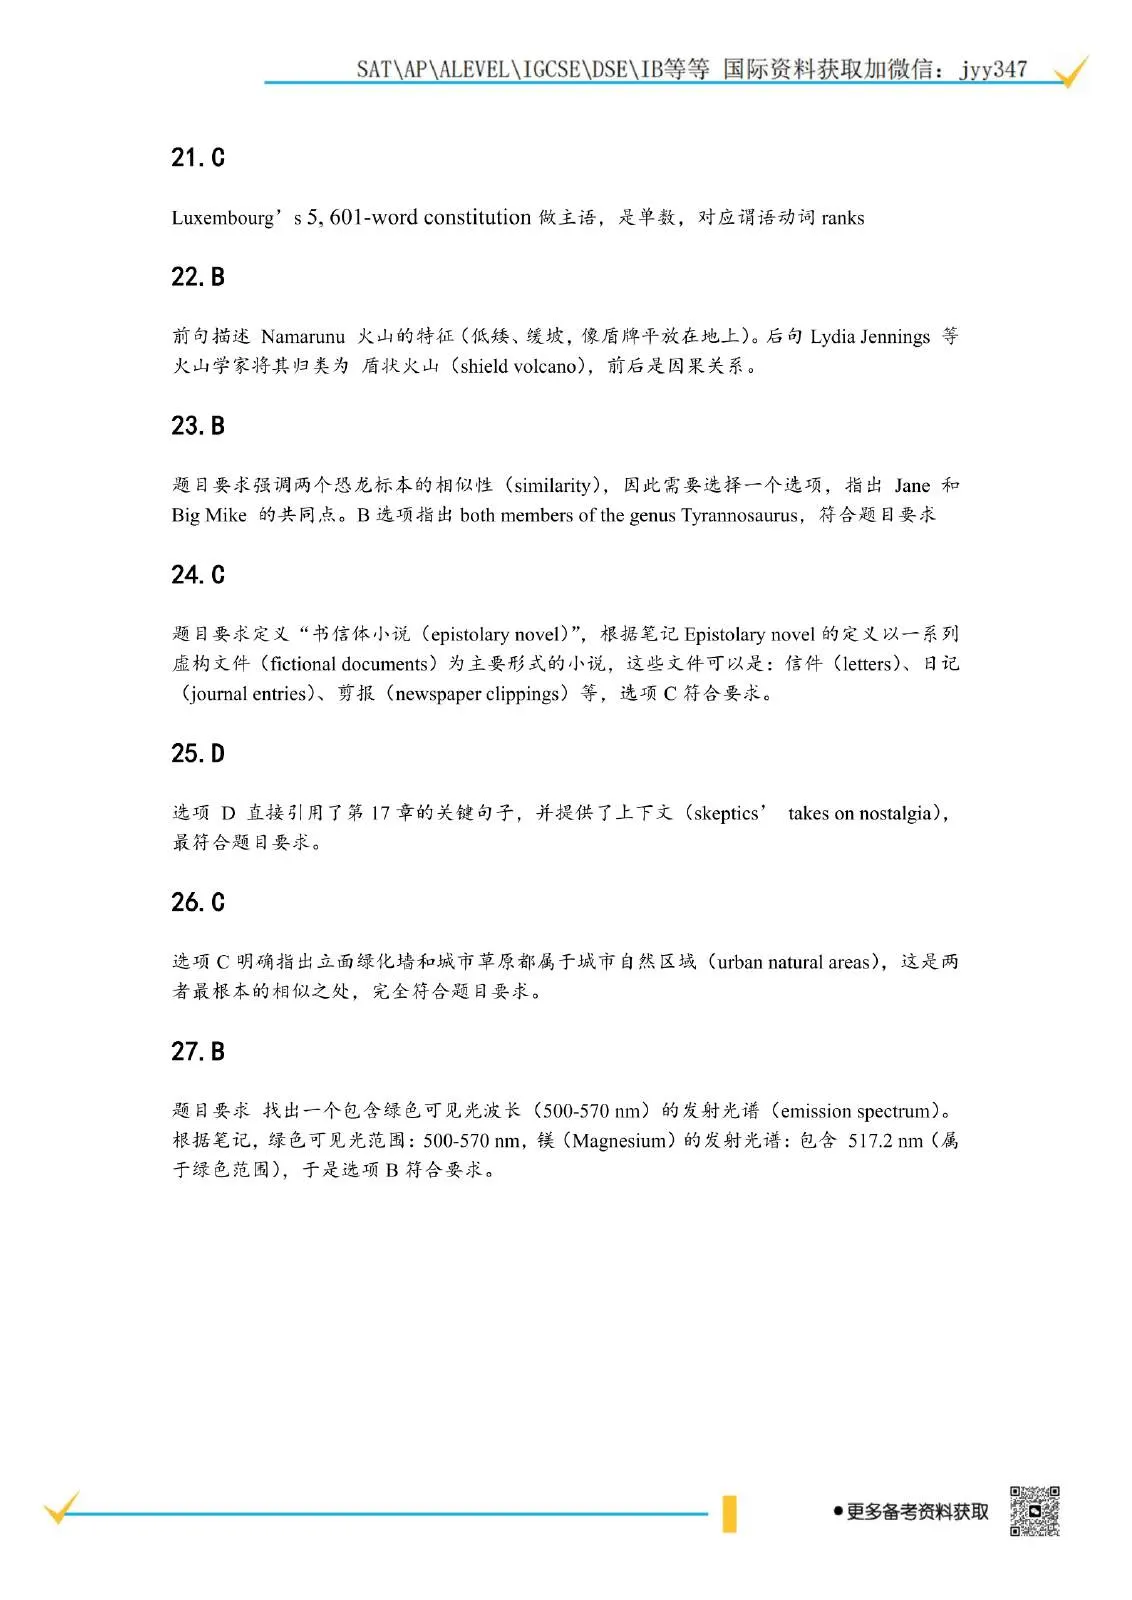 SAT\AP\ALEVEL\IGCSE\DSE\IB等等 国际资料获取加微信：jyy347
21. C
Luxembourg’s 5, 601-word constitution 做主语，是单数，对应谓语动词 ranks
22. B
前句描述 Namarunu 火山的特征（低矮、缓坡，像盾牌平放在地上）。后句 Lydia Jennings 等
火山学家将其归类为 盾状火山（shield volcano），前后是因果关系。
23. B
题目要求强调两个恐龙标本的相似性（similarity），因此需要选择一个选项，指出 Jane 和
Big Mike 的共同点。B 选项指出 both members of the genus Tyrannosaurus，符合题目要求
24. C
题目要求定义“书信体小说（epistolary novel）”，根据笔记 Epistolary novel 的定义以一系列
虚构文件（fictional documents）为主要形式的小说，这些文件可以是：信件（letters）、日记
（journal entries）、剪报（newspaper clippings）等，选项 C 符合要求。
25. D
选项 D 直接引用了第 17 章的关键句子，并提供了上下文（skeptics’ takes on nostalgia），
最符合题目要求。
26. C
选项 C 明确指出立面绿化墙和城市草原都属于城市自然区域（urban natural areas），这是两
者最根本的相似之处，完全符合题目要求。
27. B
题目要求 找出一个包含绿色可见光波长（500-570 nm）的发射光谱（emission spectrum）。
根据笔记，绿色可见光范围：500-570 nm，镁（Magnesium）的发射光谱：包含 517.2 nm（属
于绿色范围），于是选项 B 符合要求。
●更多备考资料获取